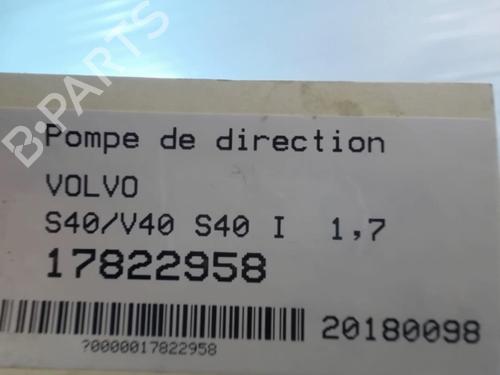 B-PARTS
Pompe de direction
VOLVO
S40/V40 S40 I 1,7
17822958
20180098
?0000017822958